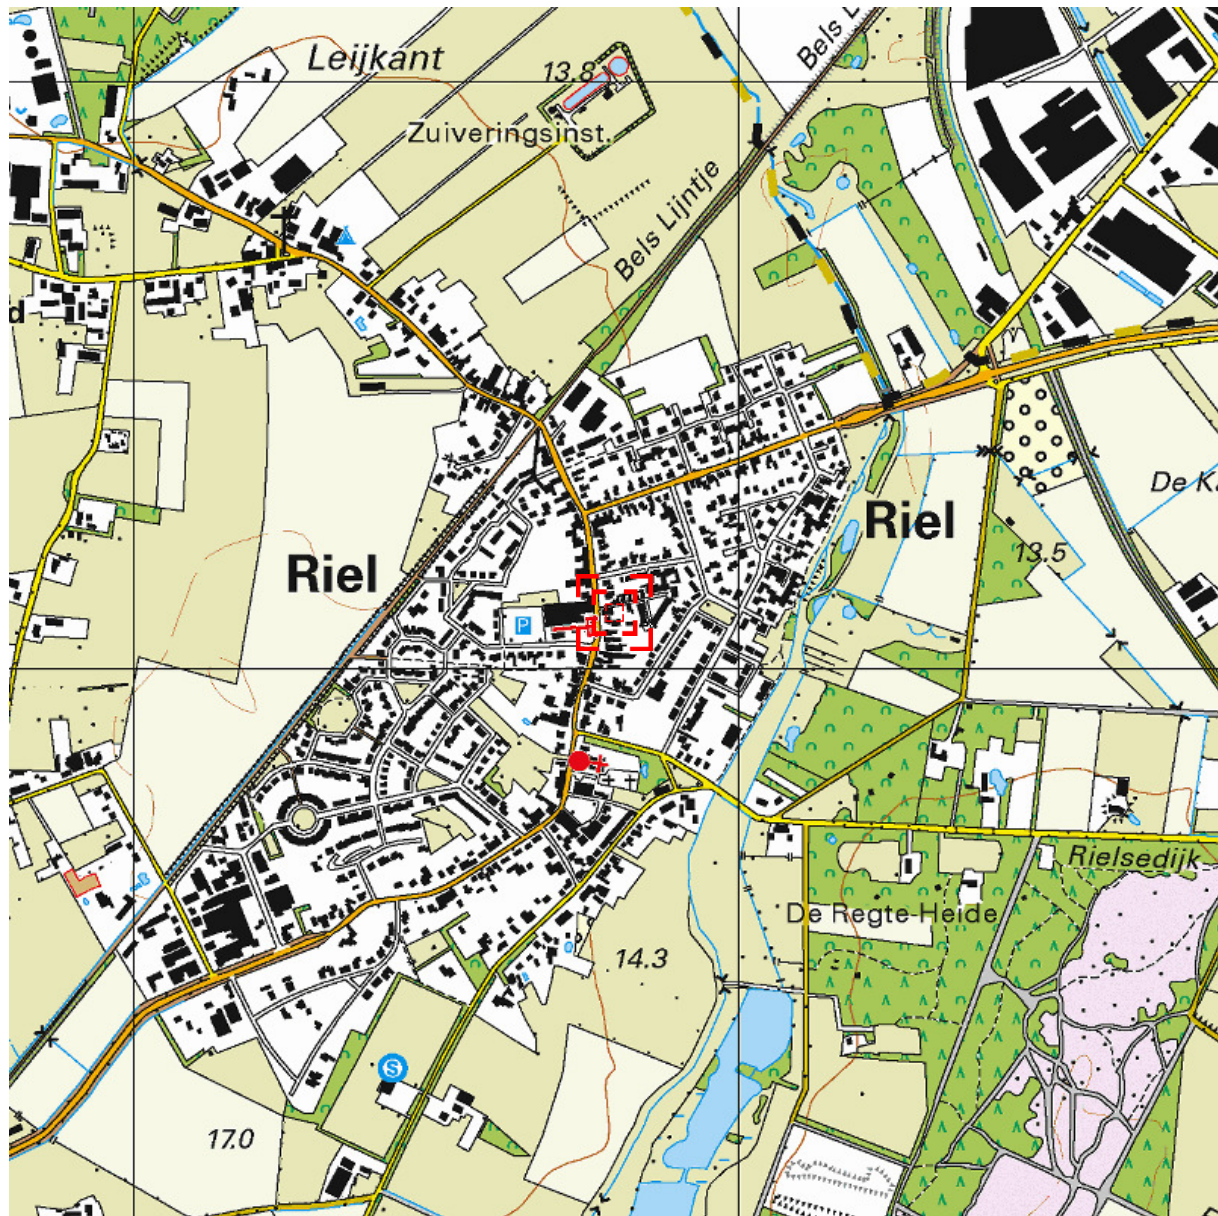 Leijkant
13.8
Bels L
Zuiveringsinst.
Bels Lijntje
d
De Ka
Riel
13.5
Riel
P
Rielsedijk
De Regte Heide
14.3
S
17.0